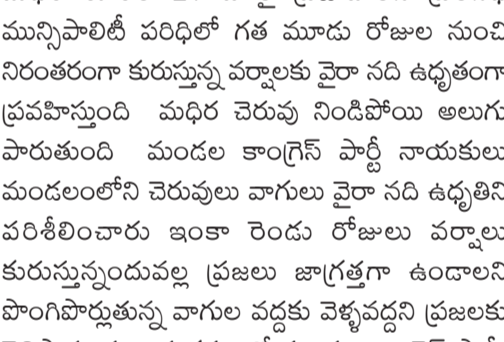 మున్సిపాలిటీ పరిధిలో గత మూడు రోజుల నుంచి
నిరంతరంగా కురుస్తున్న వర్షాలకు వైరా నది ఉధృతంగా
ప్రవహిస్తుంది మధిర చెరువు నిండిపోయి అలుగు
పారుతుంది మండల కాంగ్రెస్ పార్టీ నాయకులు
మండలంలోని చెరువులు వాగులు వైరా నది ఉధృతిని
పరిశీలించారు ఇంకా రెండు రోజులు వర్షాలు
కురుస్తున్నందువల్ల ప్రజలు జాగ్రత్తగా ఉండాలని
పొంగిపొర్లుతున్న వాగుల వద్దకు వెళ్ళవద్దని ప్రజలకు